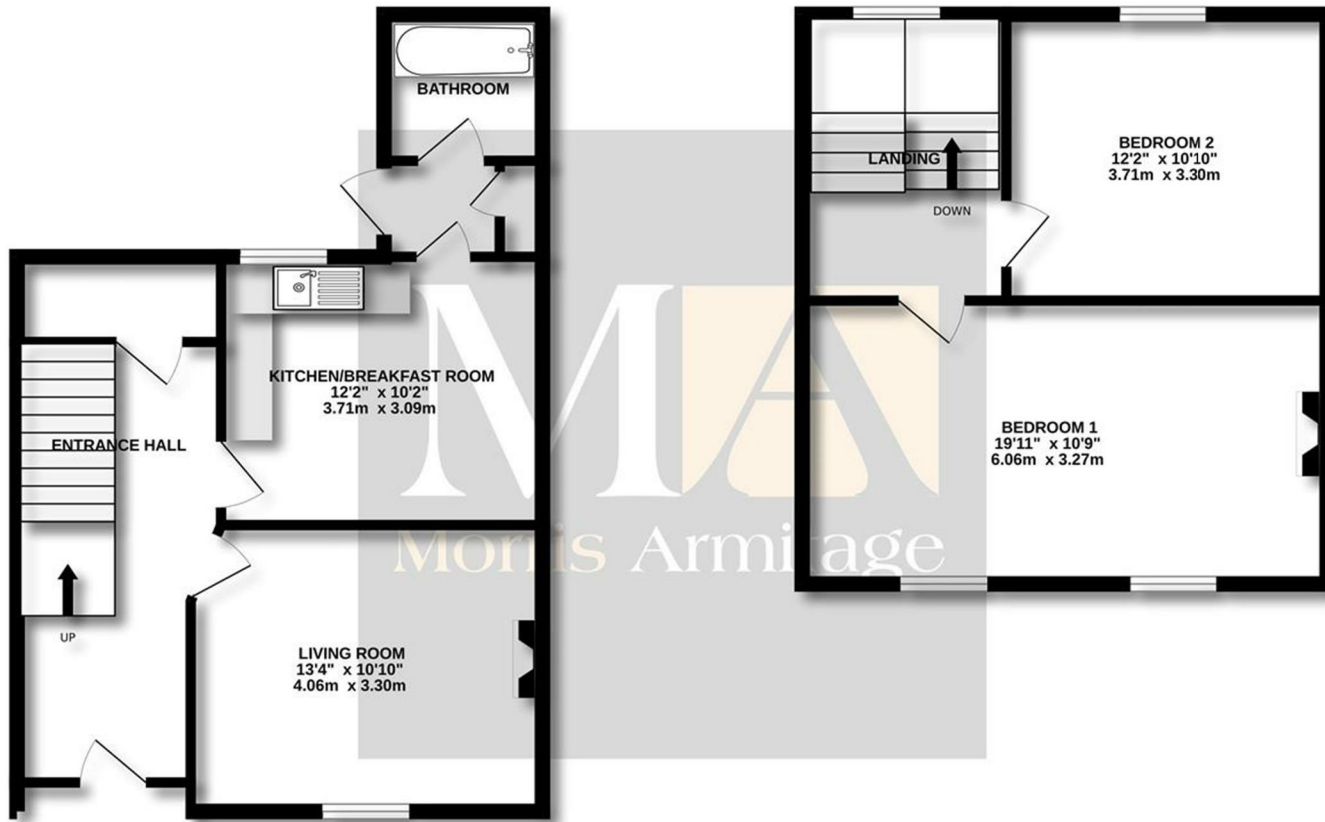 BATHROOM
KITCHEN/BREAKFAST ROOM
12'2" x 10'2"
3.71m x 3.09m
ENTRANCE HALL
UP
LIVING ROOM
13'4" x 10'10"
4.06m x 3.30m
LANDING
DOWN
BEDROOM 2
12'2" x 10'10"
3.71m x 3.30m
BEDROOM 1
19'11" x 10'9"
6.06m x 3.27m
MA
Morris Armitage